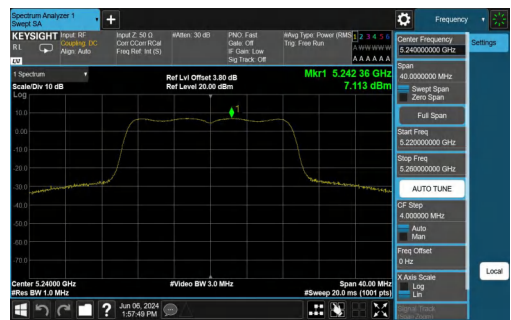 Spectrum Analyzer 1
Swept SA
Frequency
KEYSIGHT
RL
Input: RF
Coupling: DC
Align: Auto
Input Z: 50 Ω
Corr CCorr RCal
Freq Ref: Int (S)
#Atten: 30 dB
PNO: Fast
Gate: Off
IF Gain: Low
Sig Track: Off
#Avg Type: Power (RMS)
Trig: Free Run
1 2 3 4 5 6
A W W W W W
A A A A A A
LV
1 Spectrum
Scale/Div 10 dB
Ref Lvl Offset 3.80 dB
Ref Level 20.00 dBm
Mkr1 5.242 36 GHz
7.113 dBm
Log
1
10.0
0.00
-10.0
-20.0
-30.0
-40.0
-50.0
-60.0
-70.0
Center 5.24000 GHz
#Res BW 1.0 MHz
#Video BW 3.0 MHz
Span 40.00 MHz
#Sweep 20.0 ms (1001 pts)
Center Frequency
5.240000000 GHz
Settings
Span
40.0000000 MHz
Swept Span
Zero Span
Full Span
Start Freq
5.220000000 GHz
Stop Freq
5.260000000 GHz
AUTO TUNE
CF Step
4.000000 MHz
Auto
Man
Freq Offset
0 Hz
X Axis Scale
Log
Lin
Signal Track
(Span Zoom)
Local
?
Jun 06, 2024
1:57:49 PM